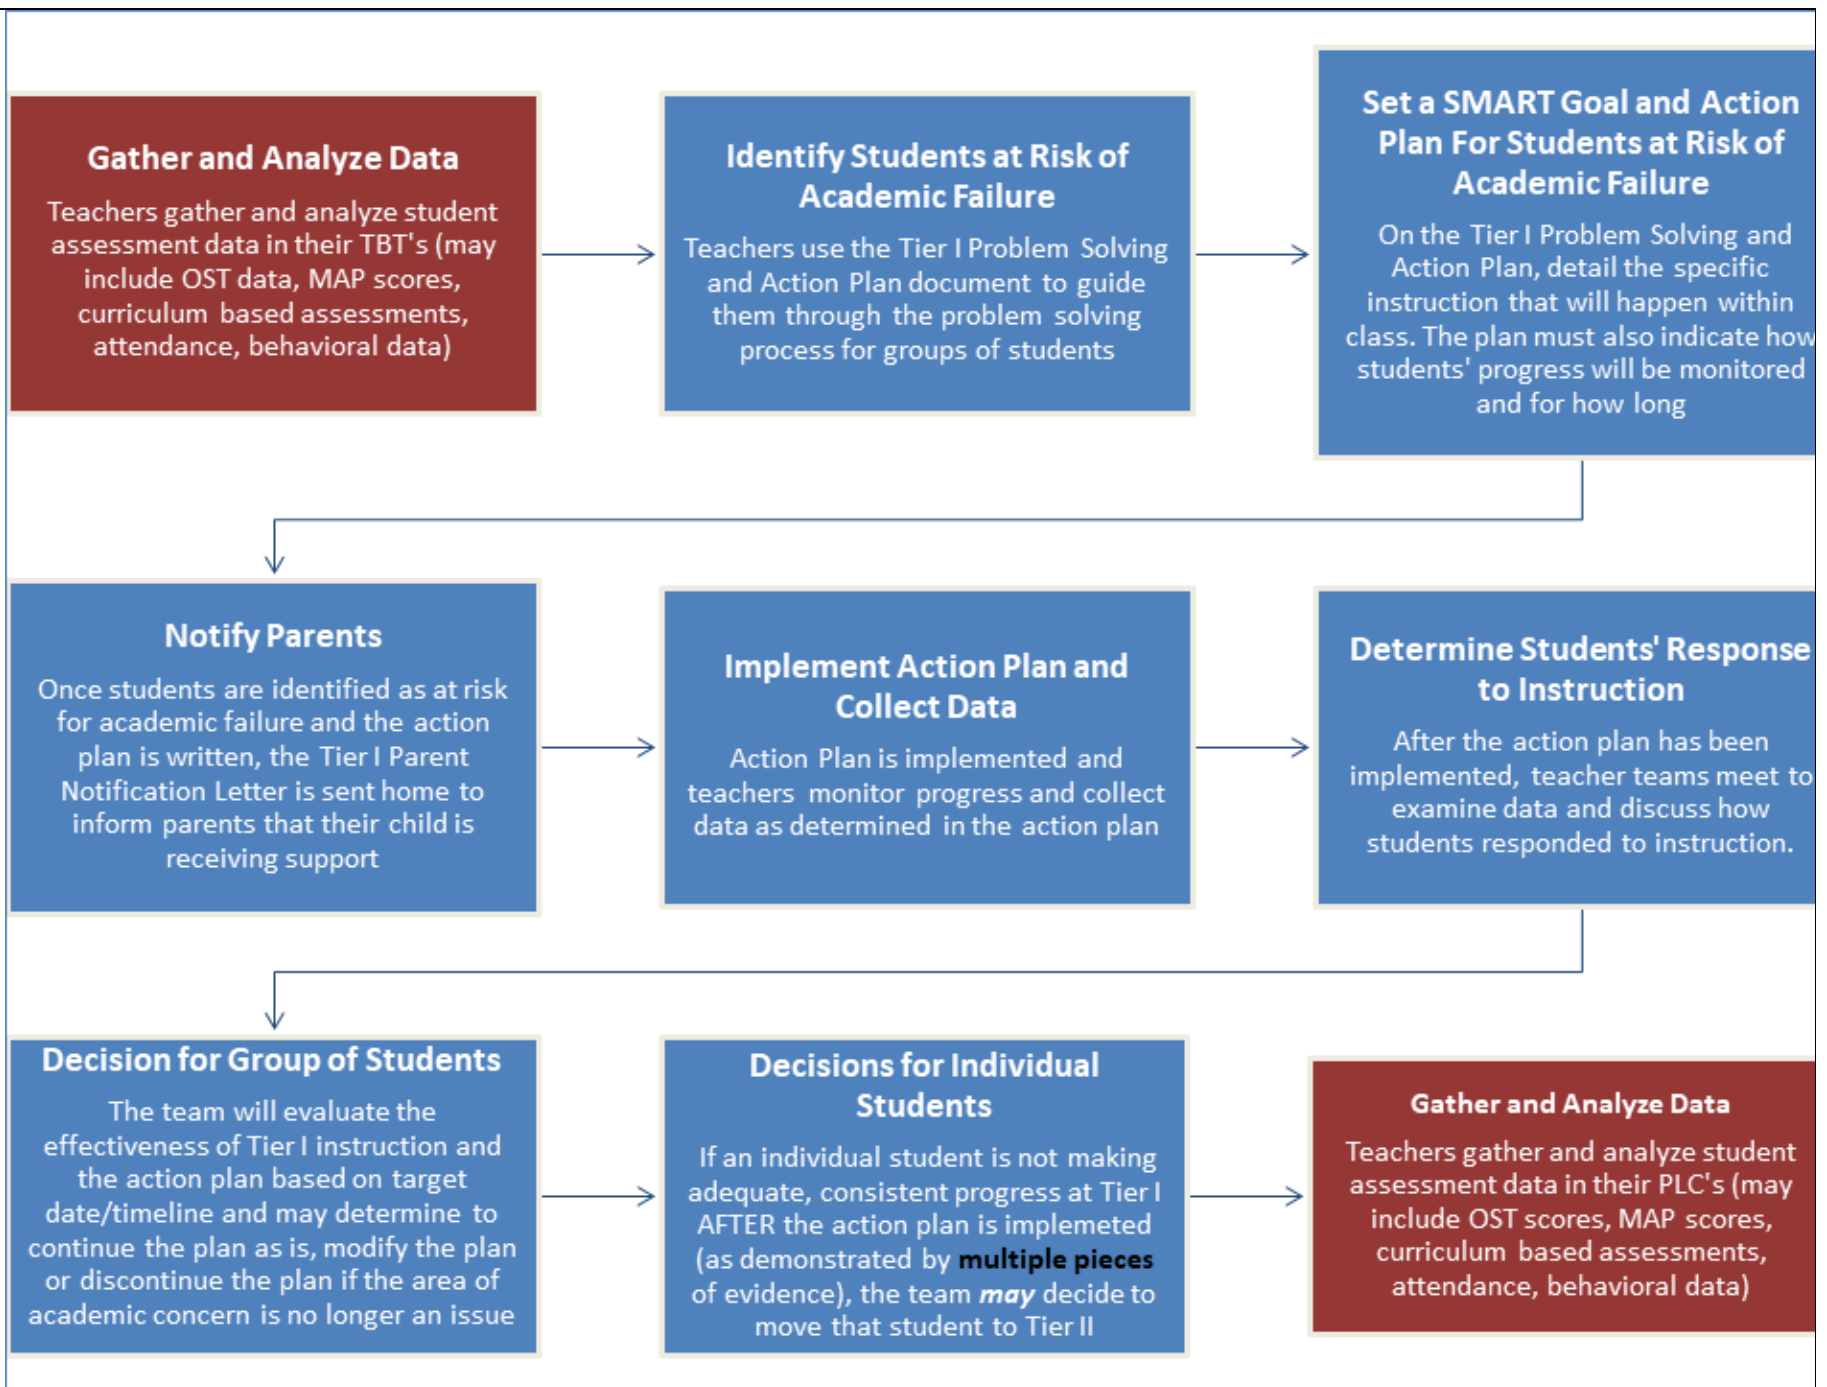 Gather and Analyze Data
Teachers gather and analyze student
assessment data in their TBT's (may
include OST data, MAP scores,
curriculum based assessments,
attendance, behavioral data)
Identify Students at Risk of
Academic Failure
Teachers use the Tier I Problem Solving
and Action Plan document to guide
them through the problem solving
process for groups of students
Set a SMART Goal and Action
Plan For Students at Risk of
Academic Failure
On the Tier I Problem Solving and
Action Plan, detail the specific
instruction that will happen within
class. The plan must also indicate how
students' progress will be monitored
and for how long
Notify Parents
Once students are identified as at risk
for academic failure and the action
plan is written, the Tier I Parent
Notification Letter is sent home to
inform parents that their child is
receiving support
Implement Action Plan and
Collect Data
Action Plan is implemented and
teachers monitor progress and collect
data as determined in the action plan
Determine Students' Response
to Instruction
After the action plan has been
implemented, teacher teams meet to
examine data and discuss how
students responded to instruction.
Decision for Group of Students
The team will evaluate the
effectiveness of Tier I instruction and
the action plan based on target
date/timeline and may determine to
continue the plan as is, modify the plan
or discontinue the plan if the area of
academic concern is no longer an issue
Decisions for Individual
Students
If an individual student is not making
adequate, consistent progress at Tier I
AFTER the action plan is implemeted
(as demonstrated by multiple pieces
of evidence), the team may decide to
move that student to Tier II
Gather and Analyze Data
Teachers gather and analyze student
assessment data in their PLC's (may
include OST scores, MAP scores,
curriculum based assessments,
attendance, behavioral data)